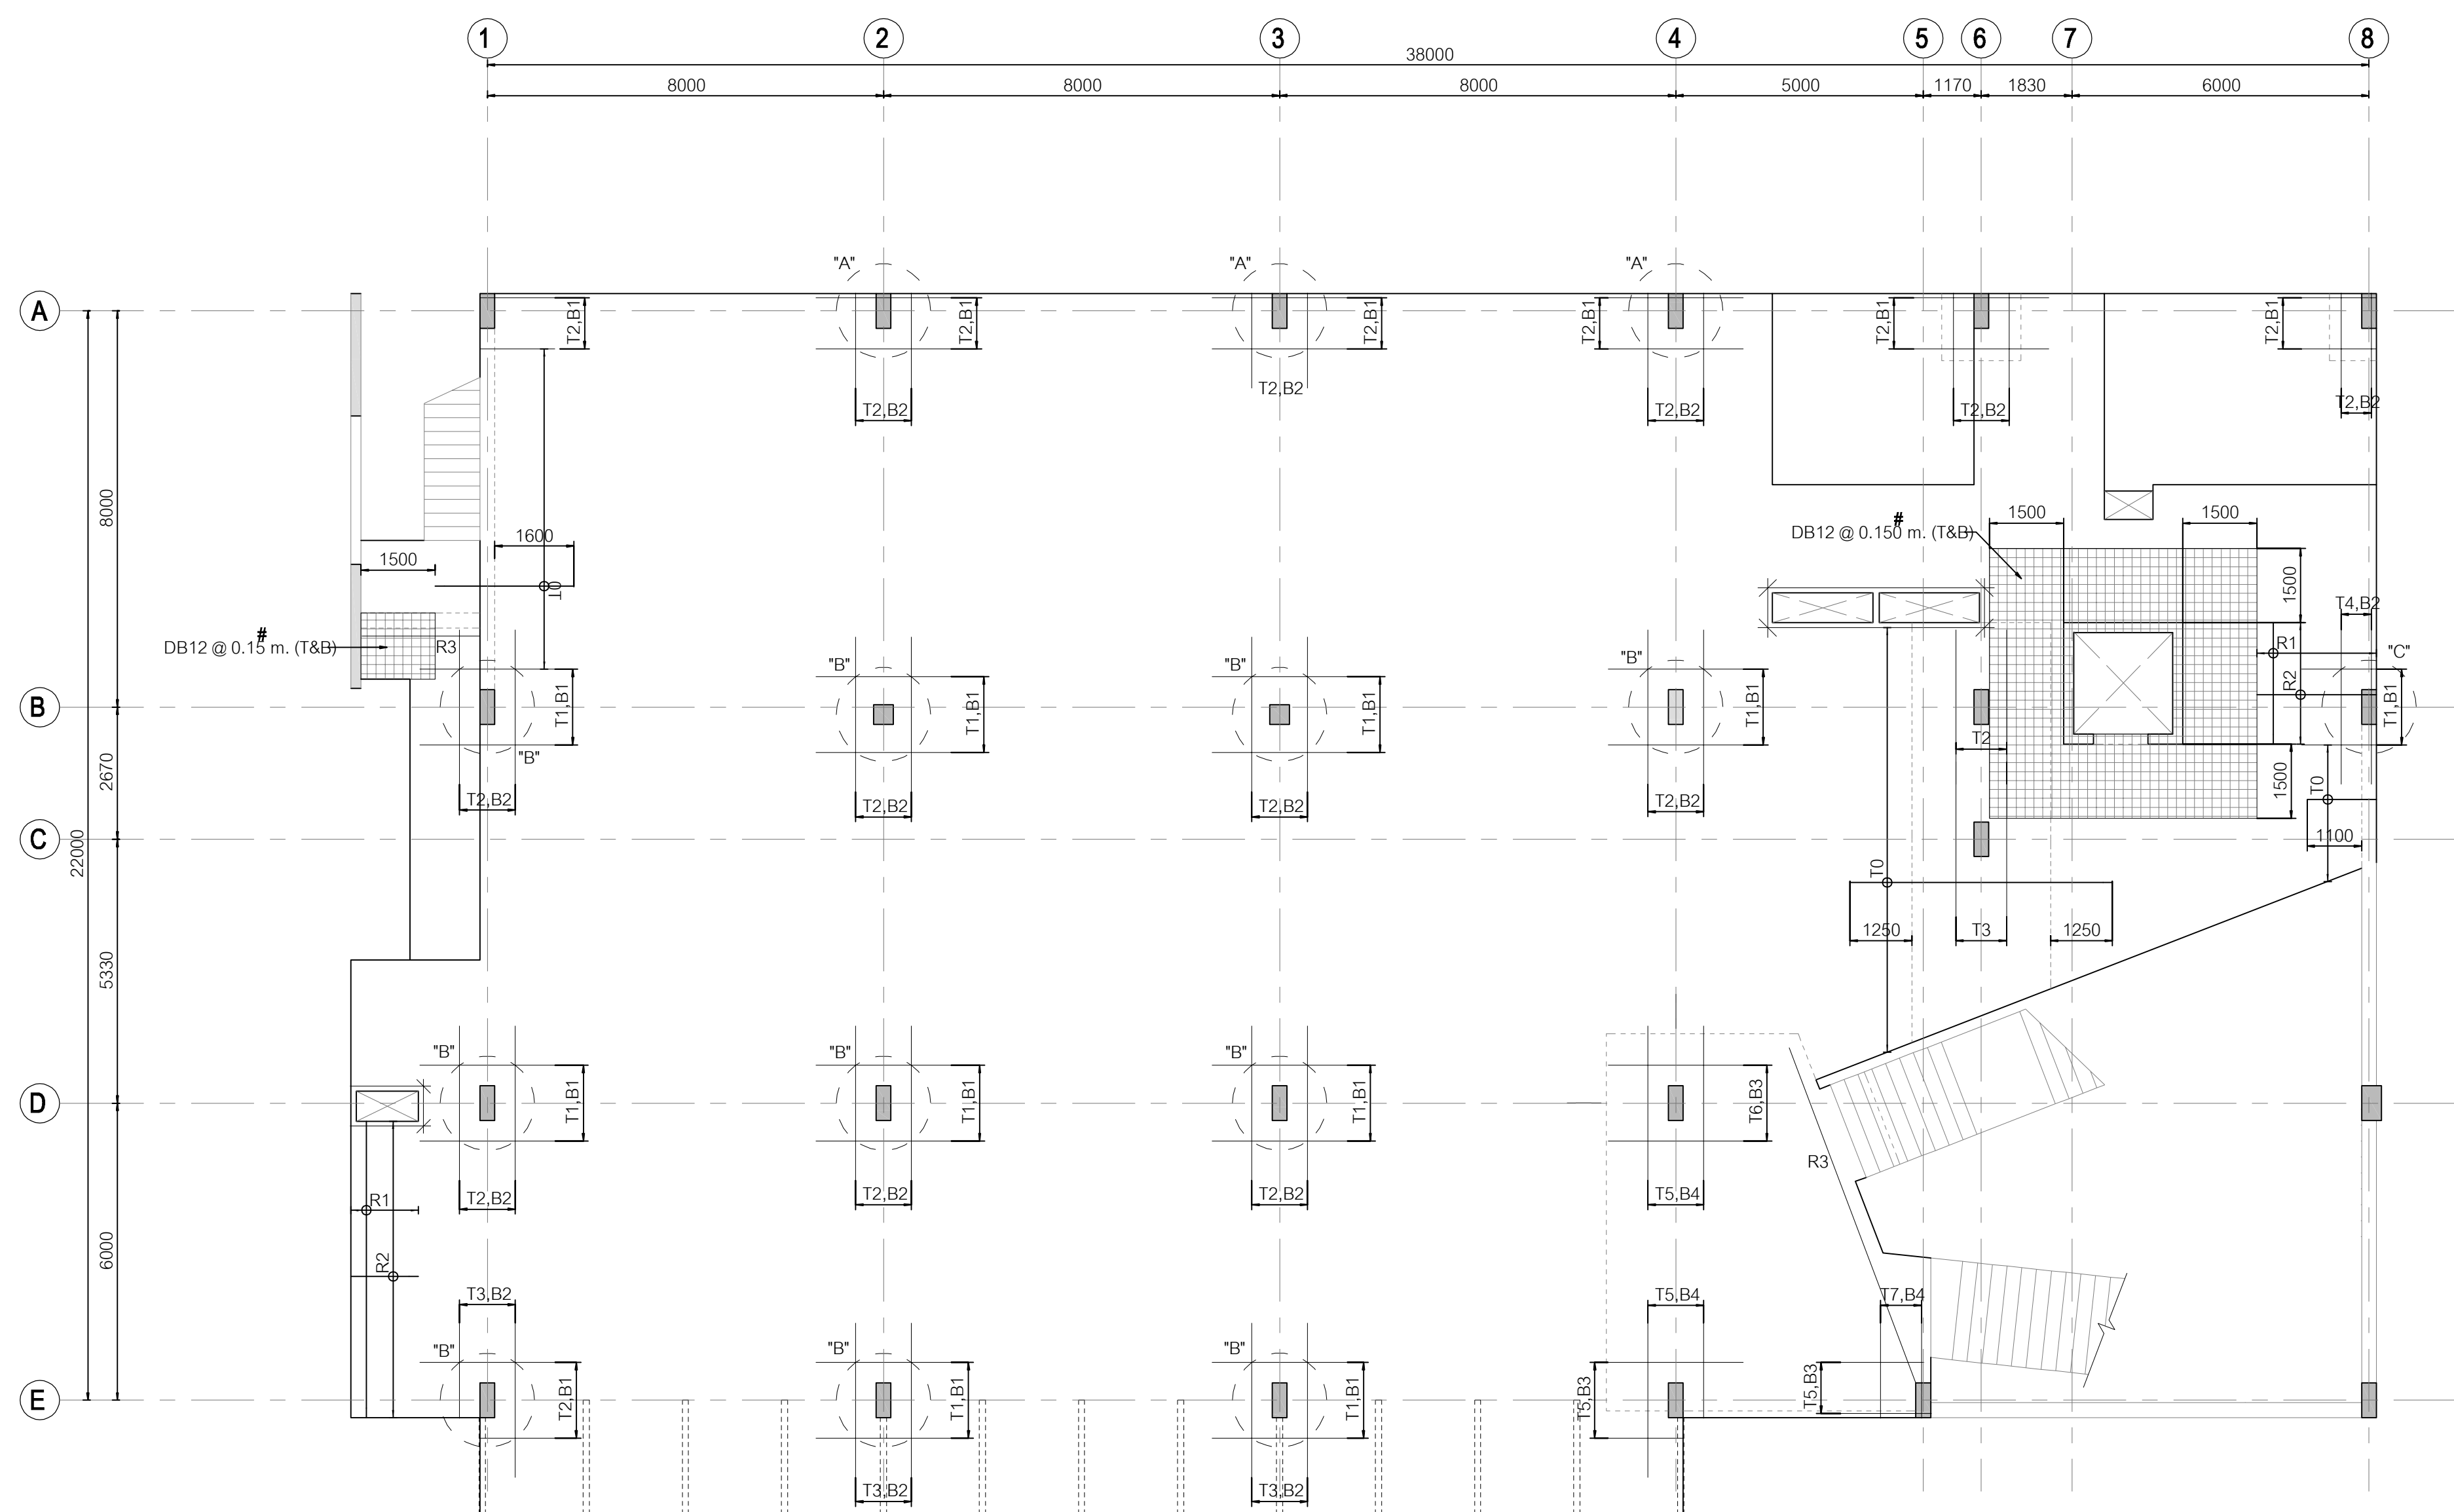 1 2 3 4 5 6 7 8
38000
8000 8000 8000 5000 1170 1830 6000
"A" "A" "A"
A
T2,B1 T2,B1 T2,B1 T2,B1 T2,B1 T2,B1
T2,B2
T2,B2 T2,B2 T2,B2 T2,B2
8000
1600
1500
T0
#
DB12 @ 0.150 m. (T&B)
1500 1500
1500
#
DB12 @ 0.15 m. (T&B)
R3
T4,B2
R1
R2
"B" "B" "B" "C"
B
T1,B1 T1,B1 T1,B1 T1,B1 T1,B1
"B"
T2
2670
T2,B2 T2,B2 T2,B2 T2,B2
1500
T0
C
22000
1100
T0
1250 T3 1250
5330
"B" "B" "B"
D
T1,B1 T1,B1 T1,B1 T6,B3
R3
R1
T2,B2 T2,B2 T2,B2 T5,B4
R2
6000
T3,B2 T5,B4 T7,B4
"B" "B" "B"
E
T2,B1 T1,B1 T1,B1 T5,B3 T5,B3
T3,B2 T3,B2